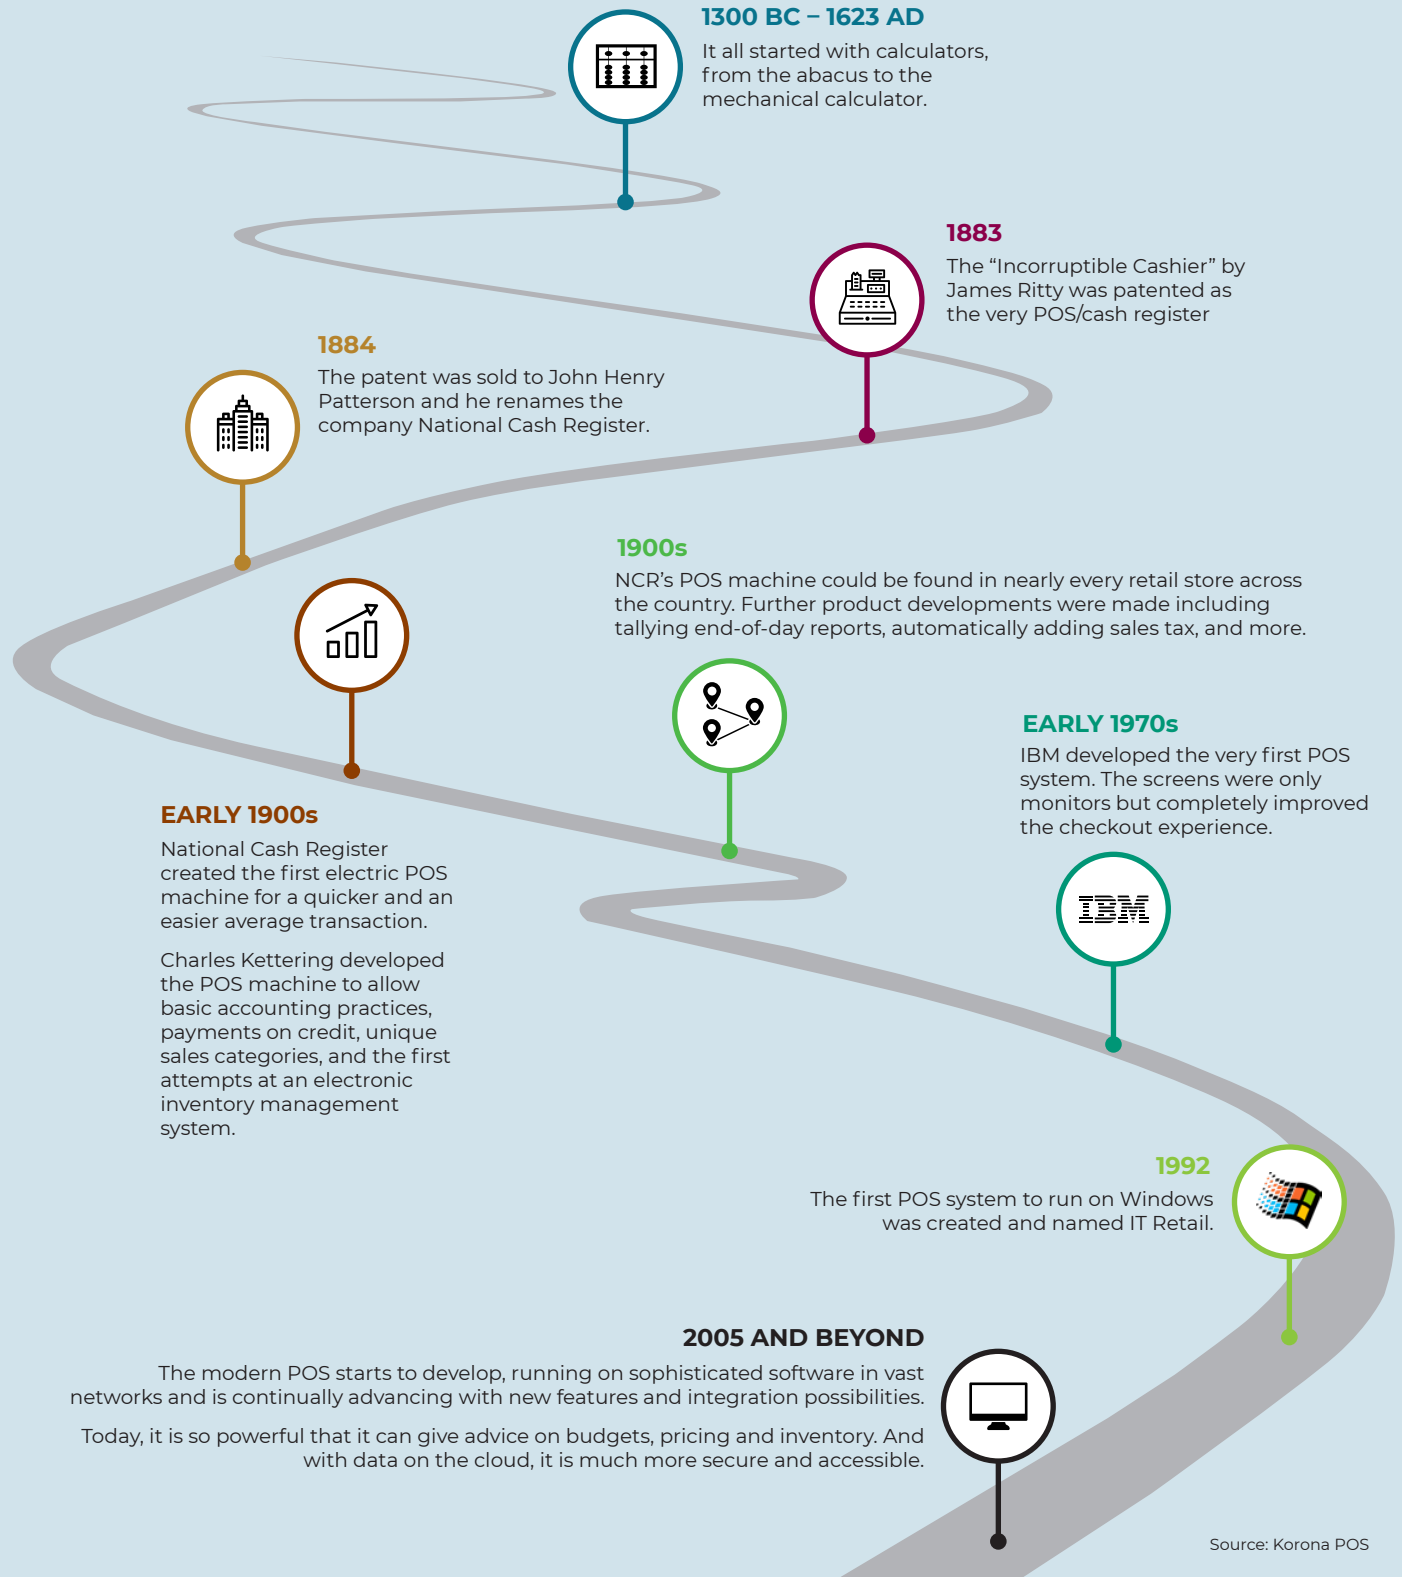 1300 BC – 1623 AD
It all started with calculators,
from the abacus to the
mechanical calculator.
1883
The “Incorruptible Cashier” by
James Ritty was patented as
the very POS/cash register
1884
The patent was sold to John Henry
Patterson and he renames the
company National Cash Register.
1900s
NCR’s POS machine could be found in nearly every retail store across
the country. Further product developments were made including
tallying end-of-day reports, automatically adding sales tax, and more.
EARLY 1970s
IBM developed the very first POS
system. The screens were only
monitors but completely improved
the checkout experience.
IBM
EARLY 1900s
National Cash Register
created the first electric POS
machine for a quicker and an
easier average transaction.
Charles Kettering developed
the POS machine to allow
basic accounting practices,
payments on credit, unique
sales categories, and the first
attempts at an electronic
inventory management
system.
1992
The first POS system to run on Windows
was created and named IT Retail.
2005 AND BEYOND
The modern POS starts to develop, running on sophisticated software in vast
networks and is continually advancing with new features and integration possibilities.
Today, it is so powerful that it can give advice on budgets, pricing and inventory. And
with data on the cloud, it is much more secure and accessible.
Source: Korona POS